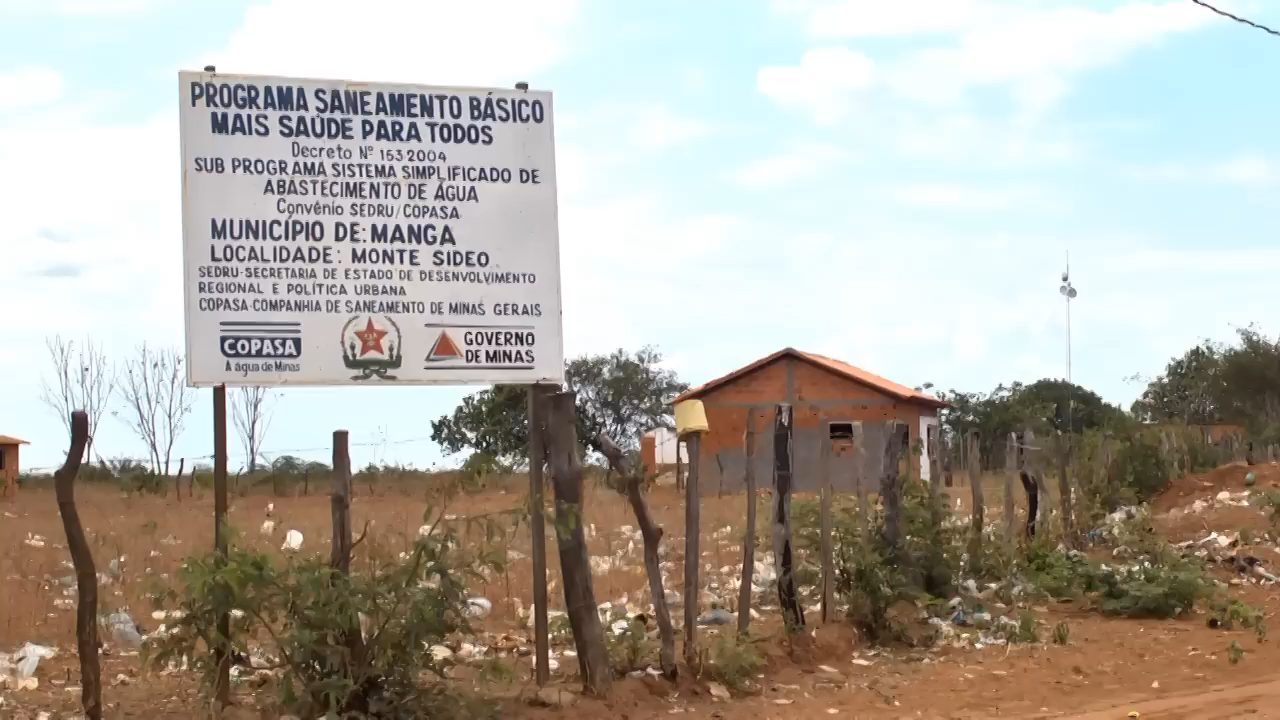 PROGRAMA SANEAMENTO BÁSICO
MAIS SAÚDE PARA TODOS
Decreto Nº 153 2004
SUB PROGRAMA SISTEMA SIMPLIFICADO DE
ABASTECIMENTO DE ÁGUA
Convênio SEDRU/COPASA
MUNICÍPIO DE: MANGA
LOCALIDADE: MONTE SIDEO
SEDRU-SECRETARIA DE ESTADO DE DESENVOLVIMENTO
REGIONAL E POLÍTICA URBANA
COPASA-COMPANHIA DE SANEAMENTO DE MINAS GERAIS
COPASA
A água de Minas
GOVERNO
DE MINAS